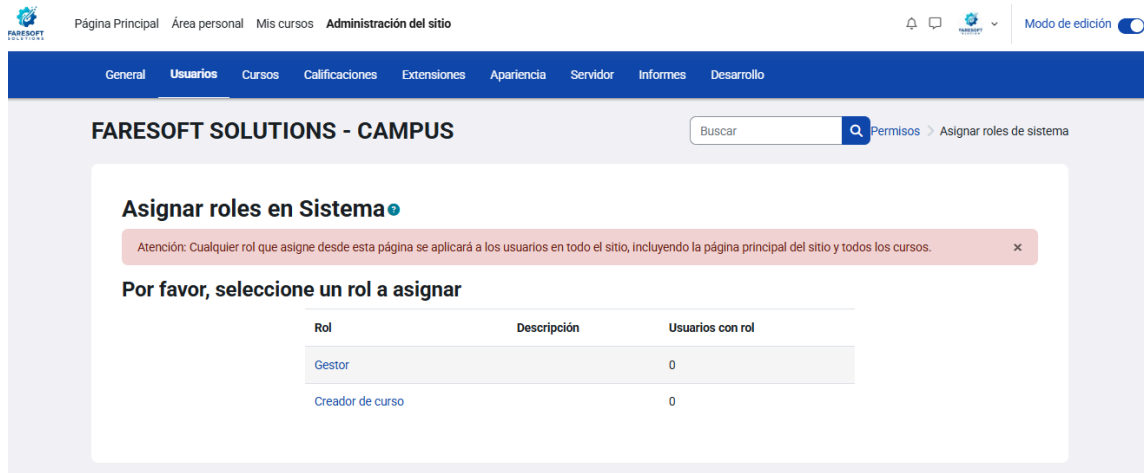 FARESOFT
SOLUTIONS
Página Principal Área personal Mis cursos Administración del sitio
Modo de edición
General Usuarios Cursos Calificaciones Extensiones Apariencia Servidor Informes Desarrollo
FARESOFT SOLUTIONS - CAMPUS
Buscar
Permisos > Asignar roles de sistema
Asignar roles en Sistema
Atención: Cualquier rol que asigne desde esta página se aplicará a los usuarios en todo el sitio, incluyendo la página principal del sitio y todos los cursos. ×
Por favor, seleccione un rol a asignar
Rol Descripción Usuarios con rol
Gestor 0
Creador de curso 0